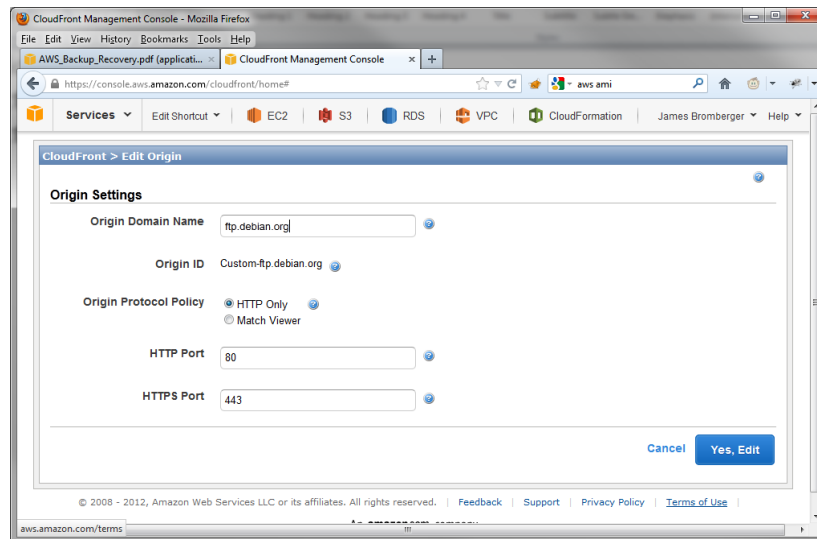 CloudFront Management Console - Mozilla Firefox
File Edit View History Bookmarks Tools Help
AWS_Backup_Recovery.pdf (applicati... × CloudFront Management Console × +
https://console.aws.amazon.com/cloudfront/home# aws ami
Services Edit Shortcut EC2 S3 RDS VPC CloudFormation James Bromberger Help
CloudFront > Edit Origin
Origin Settings
Origin Domain Name ftp.debian.org
Origin ID Custom-ftp.debian.org
Origin Protocol Policy HTTP Only
Match Viewer
HTTP Port 80
HTTPS Port 443
Cancel Yes, Edit
© 2008 - 2012, Amazon Web Services LLC or its affiliates. All rights reserved. | Feedback | Support | Privacy Policy | Terms of Use |
An amazon.com company
aws.amazon.com/terms